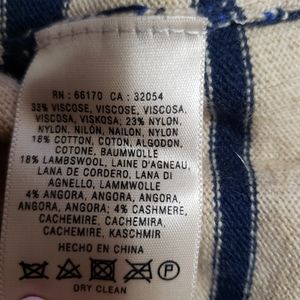 RN : 66170 CA : 32054
33% VISCOSE, VISCOSE, VISCOSA,
VISCOSA, VISKOSA; 23% NYLON,
NYLON, NILÓN, NAILON, NYLON
18% COTTON, COTON, ALGODON,
COTONE, BAUMWOLLE
18% LAMBSWOOL, LAINE D'AGNEAU,
LANA DE CORDERO, LANA DI
AGNELLO, LAMMWOLLE
4% ANGORA, ANGORA, ANGORA,
ANGORA, ANGORA; 4% CASHMERE,
CACHEMIRE, CACHEMIRA,
CACHEMIRE, KASCHMIR
HECHO EN CHINA
P
DRY CLEAN